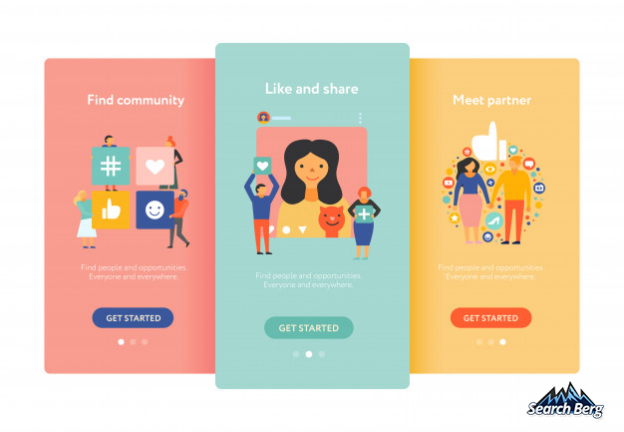 Find community
Find people and opportunities.
Everyone and everywhere.
GET STARTED
Like and share
Find people and opportunities.
Everyone and everywhere.
GET STARTED
Meet partner
Find people and opportunities.
Everyone and everywhere.
GET STARTED
Search Berg